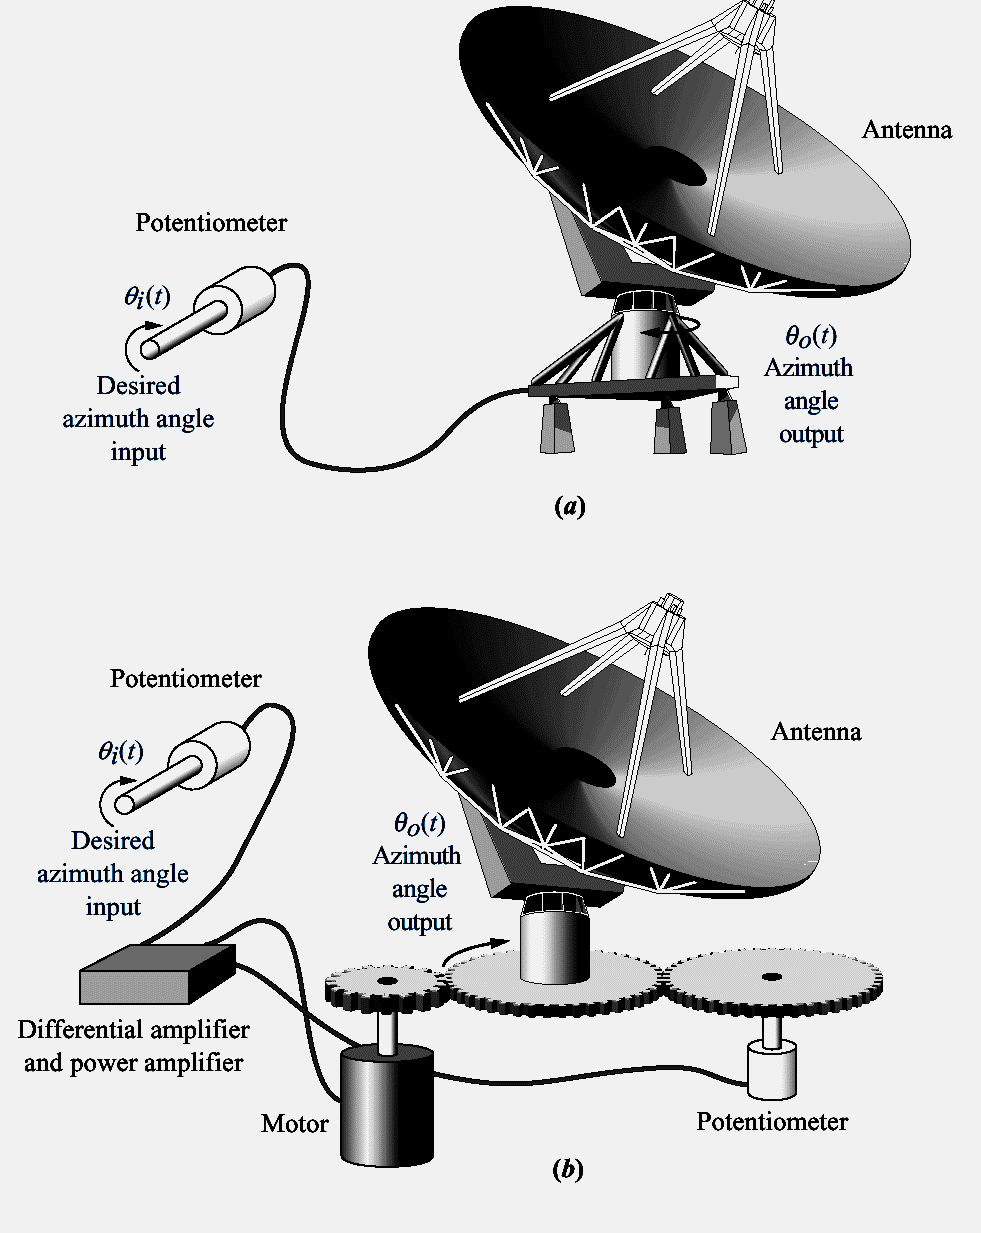 Antenna
Potentiometer
θi(t)
Desired
azimuth angle
input
θo(t)
Azimuth
angle
output
(a)
Potentiometer
θi(t)
Desired
azimuth angle
input
Antenna
θo(t)
Azimuth
angle
output
Differential amplifier
and power amplifier
Motor
Potentiometer
(b)